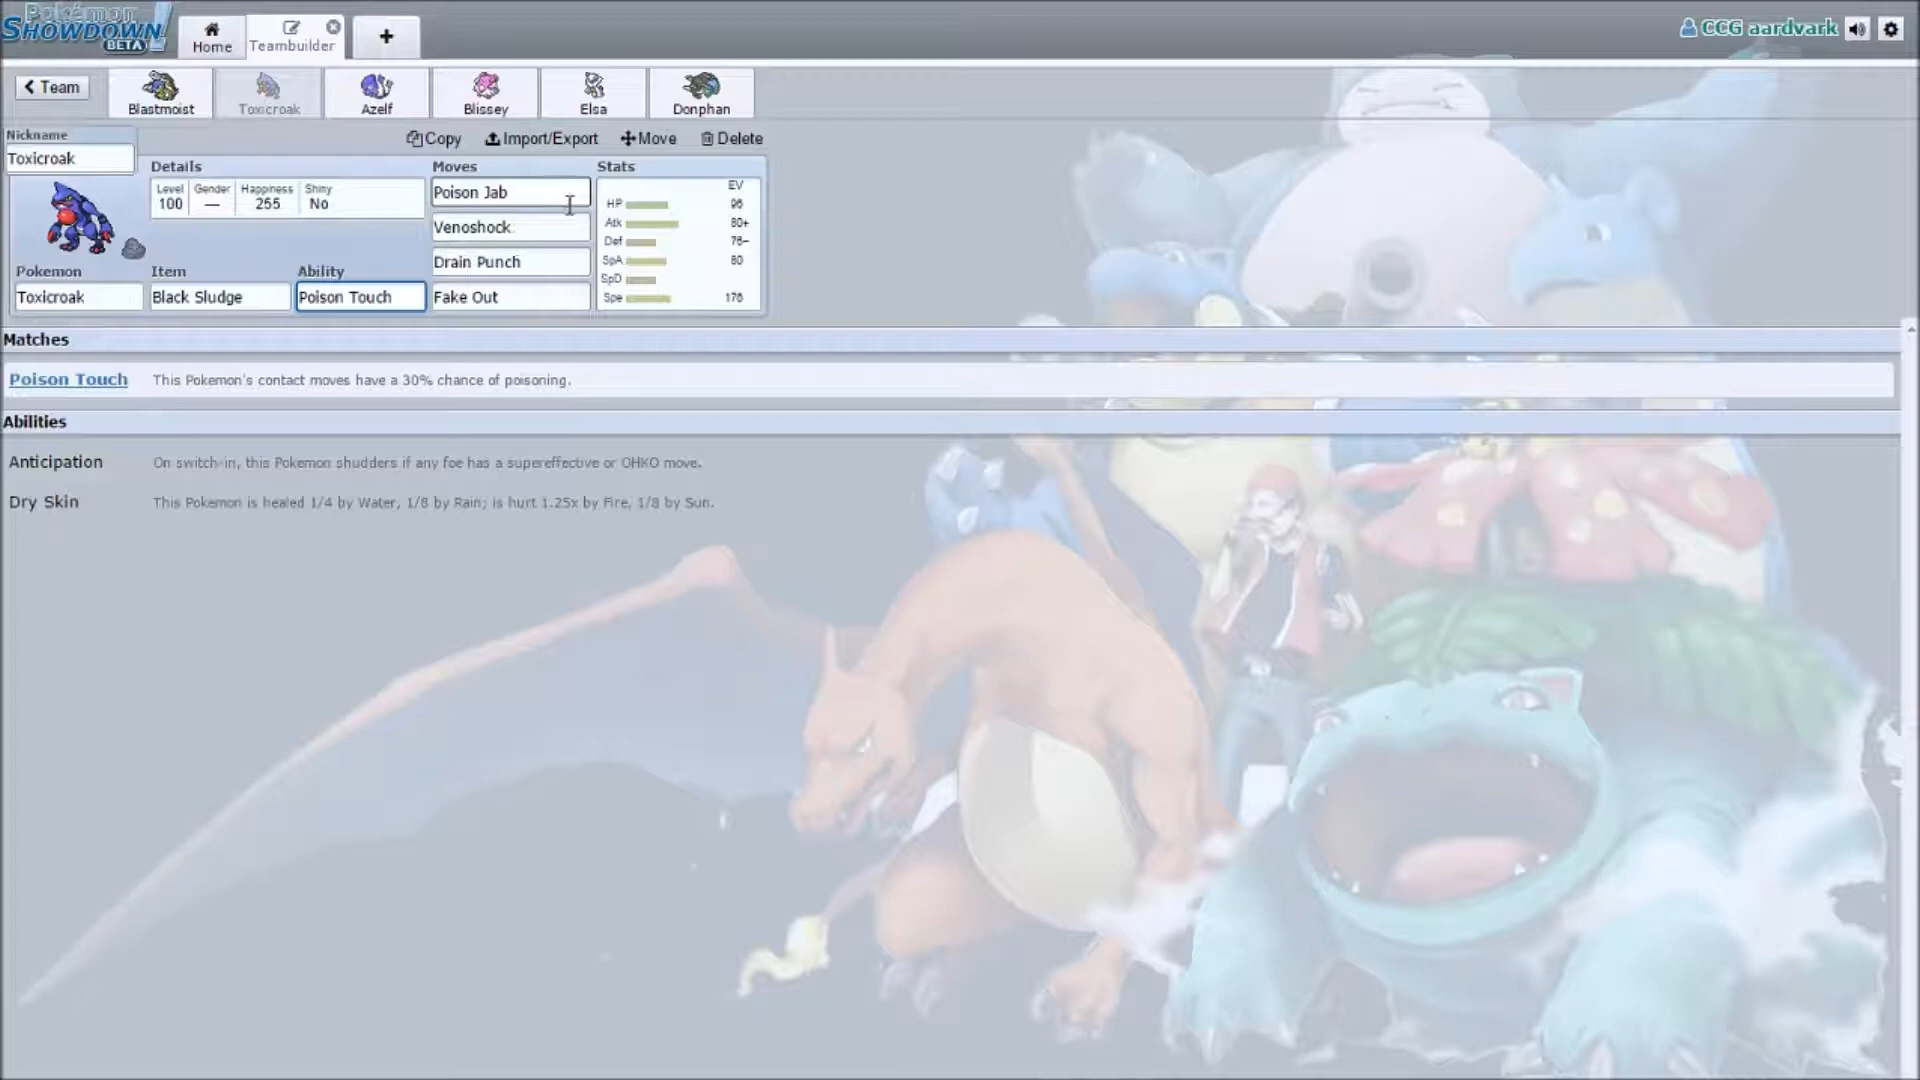 Pokémon
SHOWDOWN!
BETA
Home
Teambuilder
+
CCG aardvark
Team
Blastmoist
Toxicroak
Azelf
Blissey
Elsa
Donphan
Nickname
Toxicroak
Copy
Import/Export
Move
Delete
Details
Moves
Stats
Level
Gender
Happiness
Shiny
100
—
255
No
Poison Jab
Venoshock
Drain Punch
Fake Out
EV
HP 96
Atk 80+
Def 76-
SpA 80
SpD
Spe 176
Pokemon
Item
Ability
Toxicroak
Black Sludge
Poison Touch
Matches
Poison Touch This Pokemon's contact moves have a 30% chance of poisoning.
Abilities
Anticipation On switch-in, this Pokemon shudders if any foe has a supereffective or OHKO move.
Dry Skin This Pokemon is healed 1/4 by Water, 1/8 by Rain; is hurt 1.25x by Fire, 1/8 by Sun.